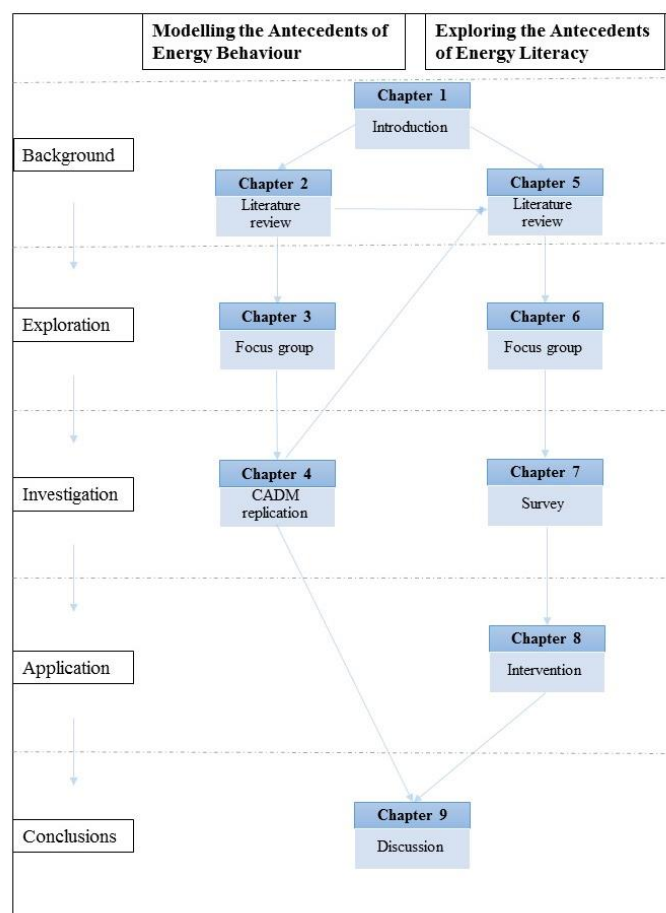 Modelling the Antecedents of
Energy Behaviour
Exploring the Antecedents
of Energy Literacy
Chapter 1
Introduction
Background
Chapter 2
Literature
review
Chapter 5
Literature
review
Exploration
Chapter 3
Focus group
Chapter 6
Focus group
Investigation
Chapter 4
CADM
replication
Chapter 7
Survey
Application
Chapter 8
Intervention
Conclusions
Chapter 9
Discussion